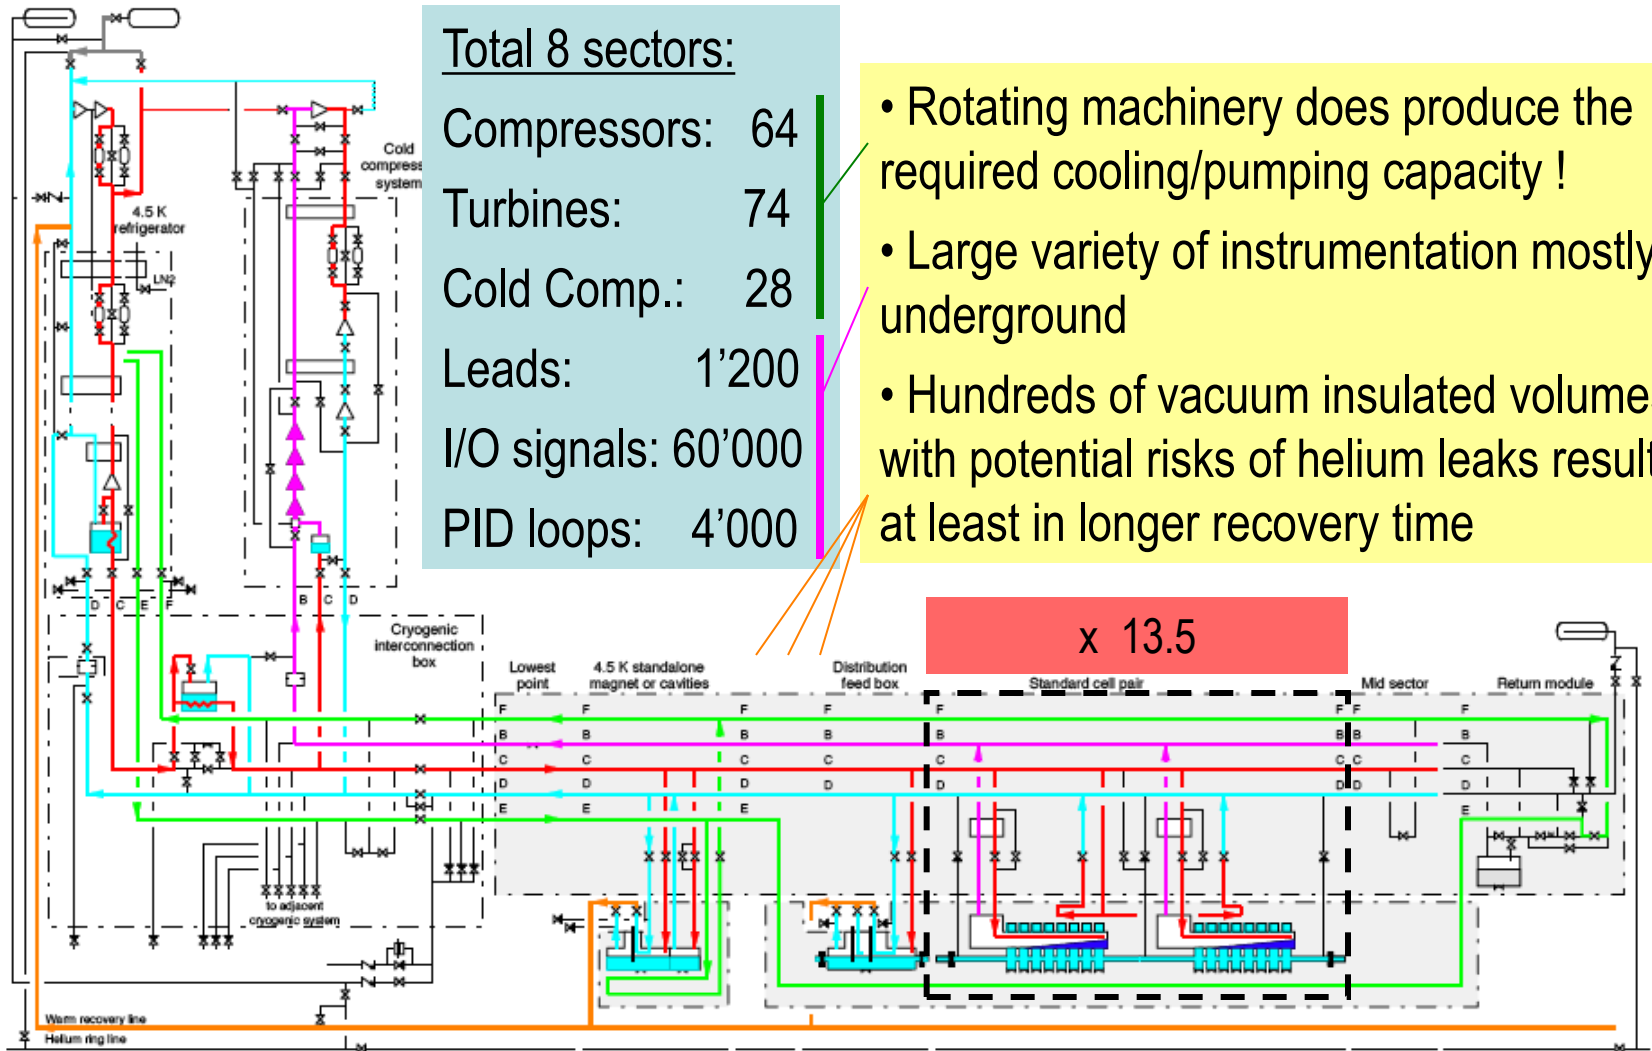 Total 8 sectors:
Compressors: 64
Turbines: 74
Cold Comp.: 28
Leads: 1’200
I/O signals: 60’000
PID loops: 4’000
• Rotating machinery does produce the
required cooling/pumping capacity !
• Large variety of instrumentation mostly
underground
• Hundreds of vacuum insulated volume
with potential risks of helium leaks result
at least in longer recovery time
Cold
compress
system
4.5 K
refrigerator
LN2
D C E F
B C D
Cryogenic
interconnection
box
x 13.5
Lowest
point
4.5 K standalone
magnet or cavities
Distribution
feed box
Standard cell pair
Mid sector
Return module
F F F F F F F F
B B B B B B B B
C C C C C C C C
D D D D D D D D
E E E E
to adjacent
cryogenic system
Warm recovery line
Helium ring line